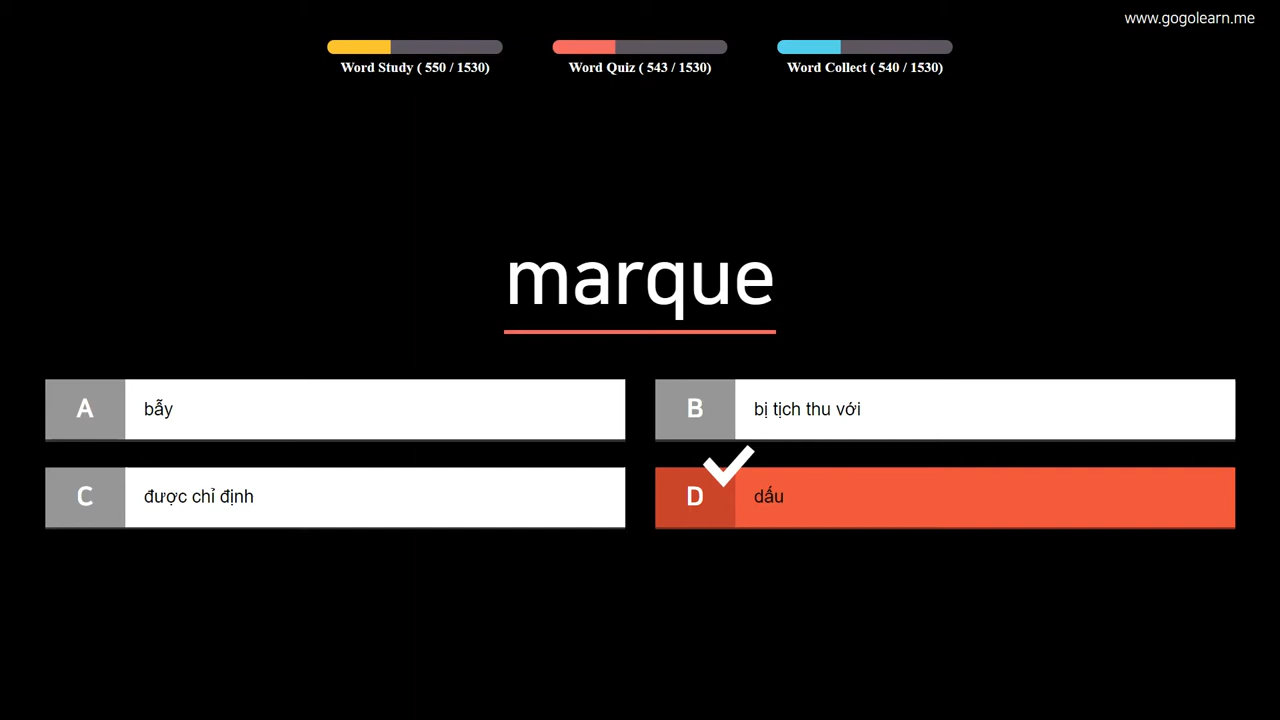 www.gogolearn.me
Word Study ( 550 / 1530)
Word Quiz ( 543 / 1530)
Word Collect ( 540 / 1530)
marque
A bẫy
B bị tịch thu với
C được chỉ định
D dấu